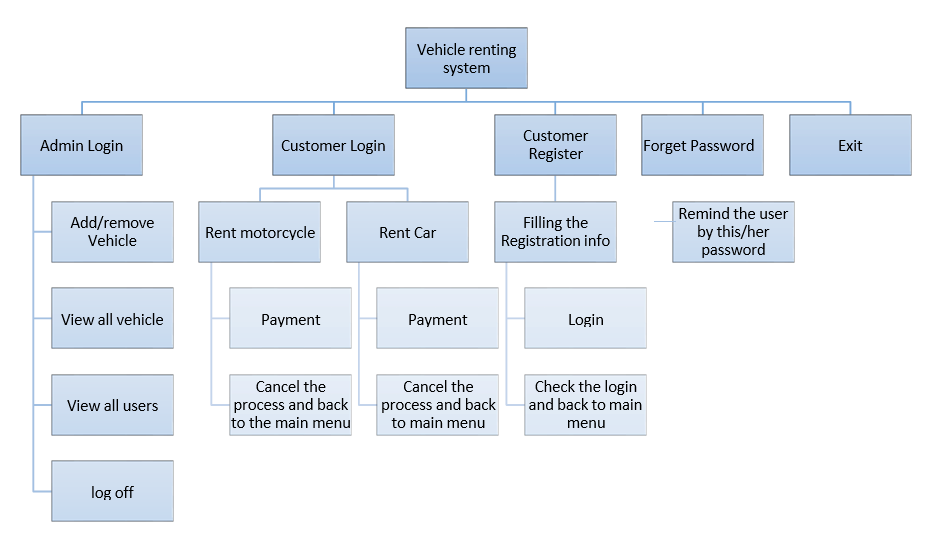 Vehicle renting
system
Admin Login
Customer Login
Customer
Register
Forget Password
Exit
Add/remove
Vehicle
Rent motorcycle
Rent Car
Filling the
Registration info
Remind the user
by this/her
password
View all vehicle
Payment
Payment
Login
View all users
Cancel the
process and back
to the main menu
Cancel the
process and back
to main menu
Check the login
and back to main
menu
log off